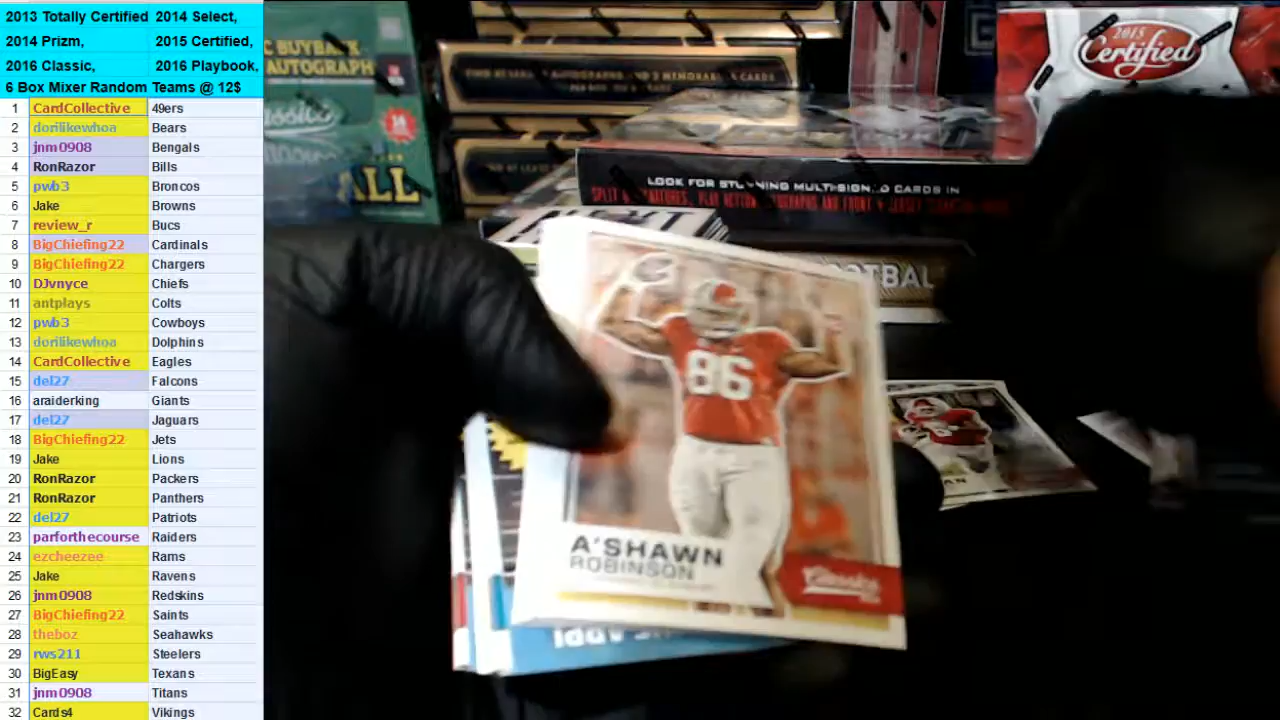 2013 Totally Certified 2014 Select,
2014 Prizm, 2015 Certified,
2016 Classic, 2016 Playbook,
6 Box Mixer Random Teams @ 12$
1 CardCollective 49ers
2 dorilikewhoa Bears
3 jnm0908 Bengals
4 RonRazor Bills
5 pwb3 Broncos
6 Jake Browns
7 review_r Bucs
8 BigChiefing22 Cardinals
9 BigChiefing22 Chargers
10 DJvnyce Chiefs
11 antplays Colts
12 pwb3 Cowboys
13 dorilikewhoa Dolphins
14 CardCollective Eagles
15 del27 Falcons
16 araiderking Giants
17 del27 Jaguars
18 BigChiefing22 Jets
19 Jake Lions
20 RonRazor Packers
21 RonRazor Panthers
22 del27 Patriots
23 parforthecourse Raiders
24 ezcheezee Rams
25 Jake Ravens
26 jnm0908 Redskins
27 BigChiefing22 Saints
28 theboz Seahawks
29 rws211 Steelers
30 BigEasy Texans
31 jnm0908 Titans
32 Cards4 Vikings
C BUYBACK
AUTOGRAPH
Classics
ALL
2015
Certified
LOOK FOR STUNNING MULTI-SIGNED CARDS IN
86
A'SHAWN
ROBINSON
Classics